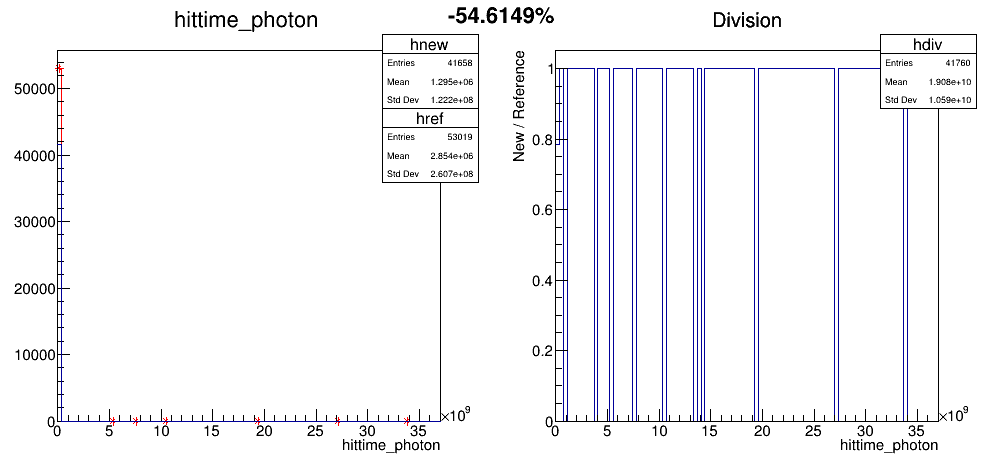 -54.6149%
hittime_photon
hnew
Entries 41658
Mean 1.295e+06
Std Dev 1.222e+08
href
Entries 53019
Mean 2.854e+06
Std Dev 2.607e+08
50000
40000
30000
20000
10000
0
0 5 10 15 20 25 30 35
×10⁹
hittime_photon
Division
hdiv
Entries 41760
Mean 1.908e+10
Std Dev 1.059e+10
New / Reference
1
0.8
0.6
0.4
0.2
0
0 5 10 15 20 25 30 35
×10⁹
hittime_photon